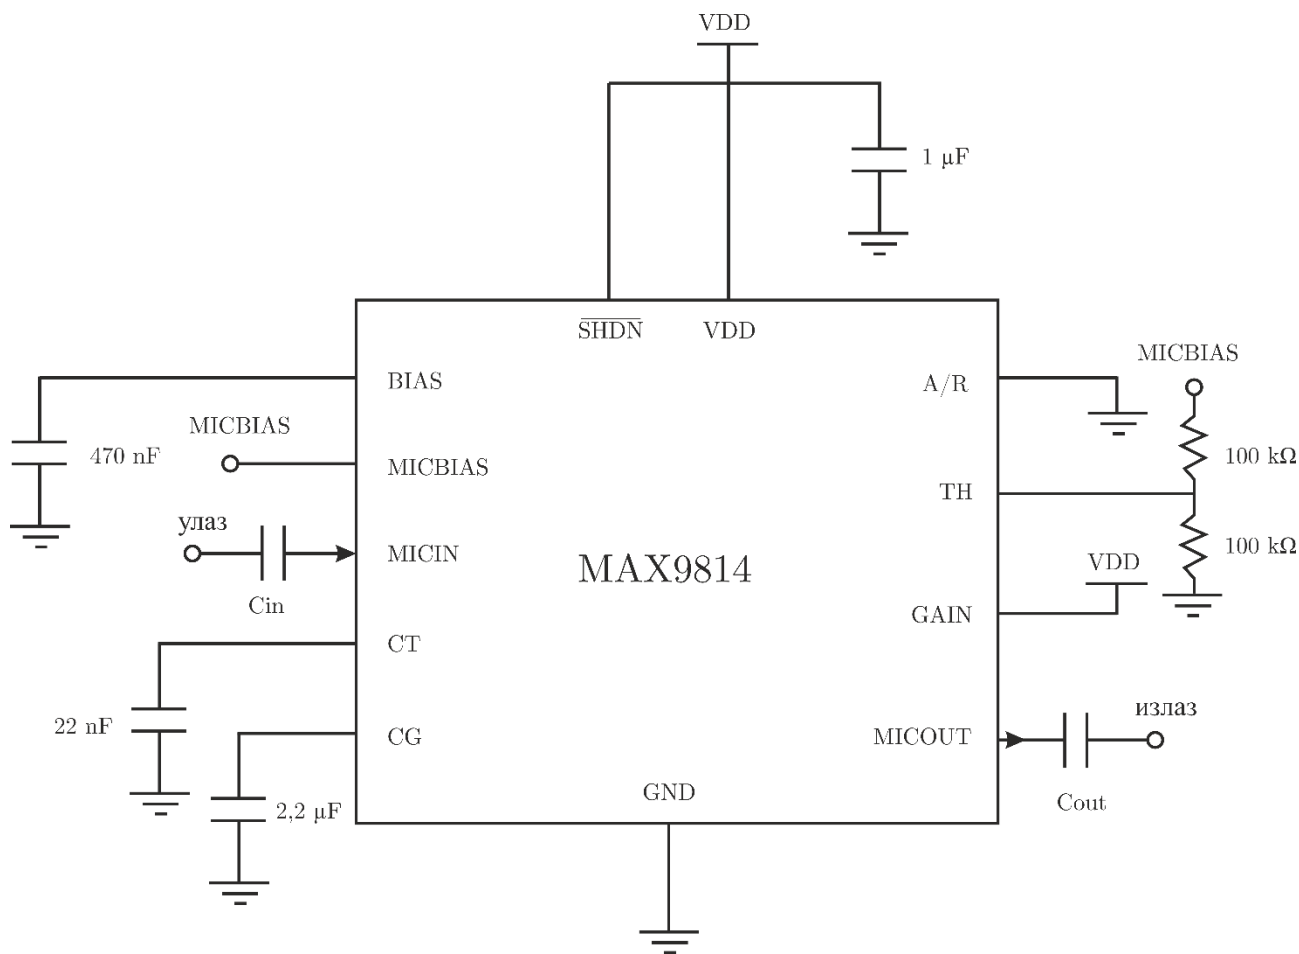 VDD
1 µF
SHDN
VDD
BIAS
A/R
MICBIAS
MICBIAS
470 nF
MICBIAS
100 kΩ
TH
улаз
MICIN
MAX9814
VDD
100 kΩ
Cin
GAIN
CT
22 nF
CG
MICOUT
излаз
GND
2,2 µF
Cout